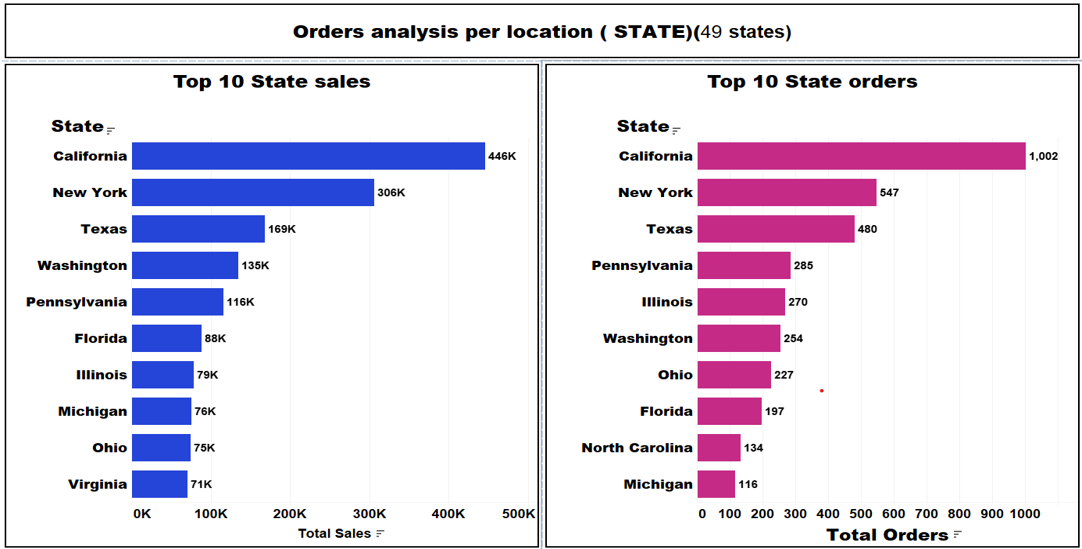 Orders analysis per location ( STATE)(49 states)
Top 10 State sales
State
California 446K
New York 306K
Texas 169K
Washington 135K
Pennsylvania 116K
Florida 88K
Illinois 79K
Michigan 76K
Ohio 75K
Virginia 71K
0K 100K 200K 300K 400K 500K
Total Sales
Top 10 State orders
State
California 1,002
New York 547
Texas 480
Pennsylvania 285
Illinois 270
Washington 254
Ohio 227
Florida 197
North Carolina 134
Michigan 116
0 100 200 300 400 500 600 700 800 900 1000
Total Orders